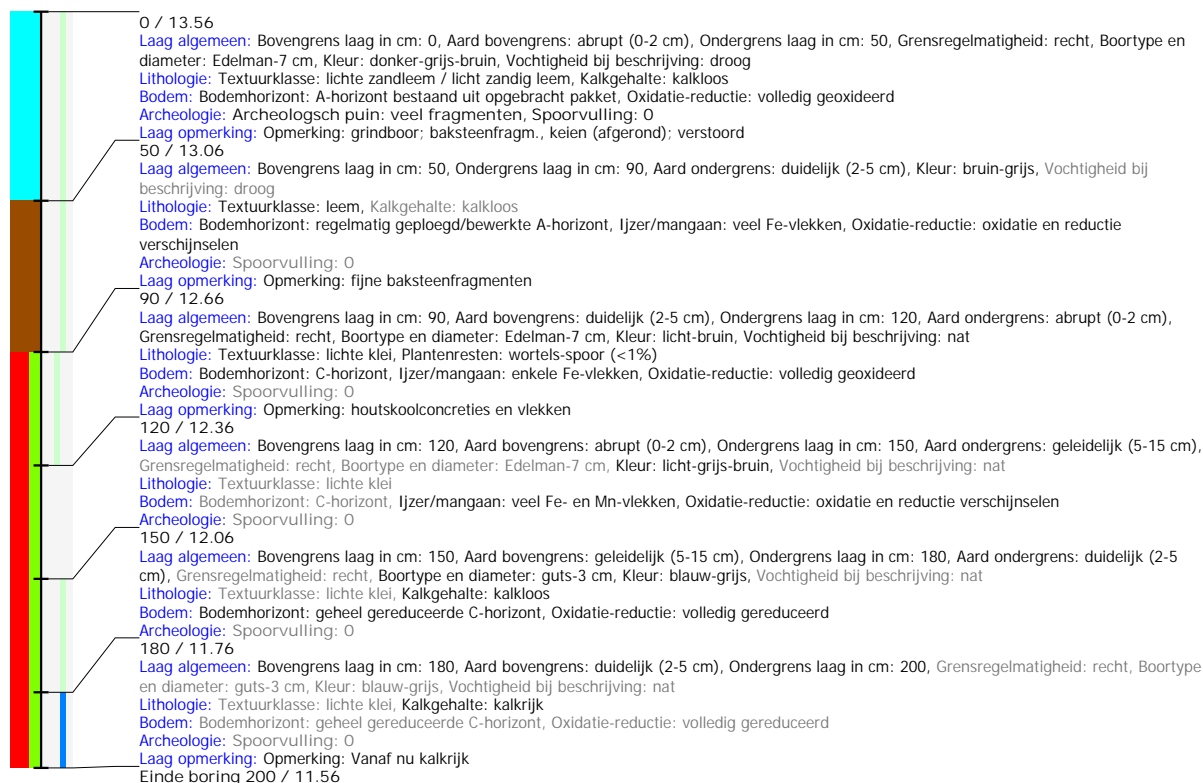 0 / 13.56
Laag algemeen: Bovengrens laag in cm: 0, Aard bovengrens: abrupt (0-2 cm), Ondergrens laag in cm: 50, Grensregelmatigheid: recht, Boortype en
diameter: Edelman-7 cm, Kleur: donker-grijs-bruin, Vochtigheid bij beschrijving: droog
Lithologie: Textuurklasse: lichte zandleem / licht zandig leem, Kalkgehalte: kalkloos
Bodem: Bodemhorizont: A-horizont bestaand uit opgebracht pakket, Oxidatie-reductie: volledig geoxideerd
Archeologie: Archeologsch puin: veel fragmenten, Spoorvulling: 0
Laag opmerking: Opmerking: grindboor; baksteenfragm., keien (afgerond); verstoord
50 / 13.06
Laag algemeen: Bovengrens laag in cm: 50, Ondergrens laag in cm: 90, Aard ondergrens: duidelijk (2-5 cm), Kleur: bruin-grijs, Vochtigheid bij
beschrijving: droog
Lithologie: Textuurklasse: leem, Kalkgehalte: kalkloos
Bodem: Bodemhorizont: regelmatig geploegd/bewerkte A-horizont, Ijzer/mangaan: veel Fe-vlekken, Oxidatie-reductie: oxidatie en reductie
verschijnselen
Archeologie: Spoorvulling: 0
Laag opmerking: Opmerking: fijne baksteenfragmenten
90 / 12.66
Laag algemeen: Bovengrens laag in cm: 90, Aard bovengrens: duidelijk (2-5 cm), Ondergrens laag in cm: 120, Aard ondergrens: abrupt (0-2 cm),
Grensregelmatigheid: recht, Boortype en diameter: Edelman-7 cm, Kleur: licht-bruin, Vochtigheid bij beschrijving: nat
Lithologie: Textuurklasse: lichte klei, Plantenresten: wortels-spoor (<1%)
Bodem: Bodemhorizont: C-horizont, Ijzer/mangaan: enkele Fe-vlekken, Oxidatie-reductie: volledig geoxideerd
Archeologie: Spoorvulling: 0
Laag opmerking: Opmerking: houtskoolconcreties en vlekken
120 / 12.36
Laag algemeen: Bovengrens laag in cm: 120, Aard bovengrens: abrupt (0-2 cm), Ondergrens laag in cm: 150, Aard ondergrens: geleidelijk (5-15 cm),
Grensregelmatigheid: recht, Boortype en diameter: Edelman-7 cm, Kleur: licht-grijs-bruin, Vochtigheid bij beschrijving: nat
Lithologie: Textuurklasse: lichte klei
Bodem: Bodemhorizont: C-horizont, Ijzer/mangaan: veel Fe- en Mn-vlekken, Oxidatie-reductie: oxidatie en reductie verschijnselen
Archeologie: Spoorvulling: 0
150 / 12.06
Laag algemeen: Bovengrens laag in cm: 150, Aard bovengrens: geleidelijk (5-15 cm), Ondergrens laag in cm: 180, Aard ondergrens: duidelijk (2-5
cm), Grensregelmatigheid: recht, Boortype en diameter: guts-3 cm, Kleur: blauw-grijs, Vochtigheid bij beschrijving: nat
Lithologie: Textuurklasse: lichte klei, Kalkgehalte: kalkloos
Bodem: Bodemhorizont: geheel gereduceerde C-horizont, Oxidatie-reductie: volledig gereduceerd
Archeologie: Spoorvulling: 0
180 / 11.76
Laag algemeen: Bovengrens laag in cm: 180, Aard bovengrens: duidelijk (2-5 cm), Ondergrens laag in cm: 200, Grensregelmatigheid: recht, Boortype
en diameter: guts-3 cm, Kleur: blauw-grijs, Vochtigheid bij beschrijving: nat
Lithologie: Textuurklasse: lichte klei, Kalkgehalte: kalkrijk
Bodem: Bodemhorizont: geheel gereduceerde C-horizont, Oxidatie-reductie: volledig gereduceerd
Archeologie: Spoorvulling: 0
Laag opmerking: Opmerking: Vanaf nu kalkrijk
Einde boring 200 / 11.56